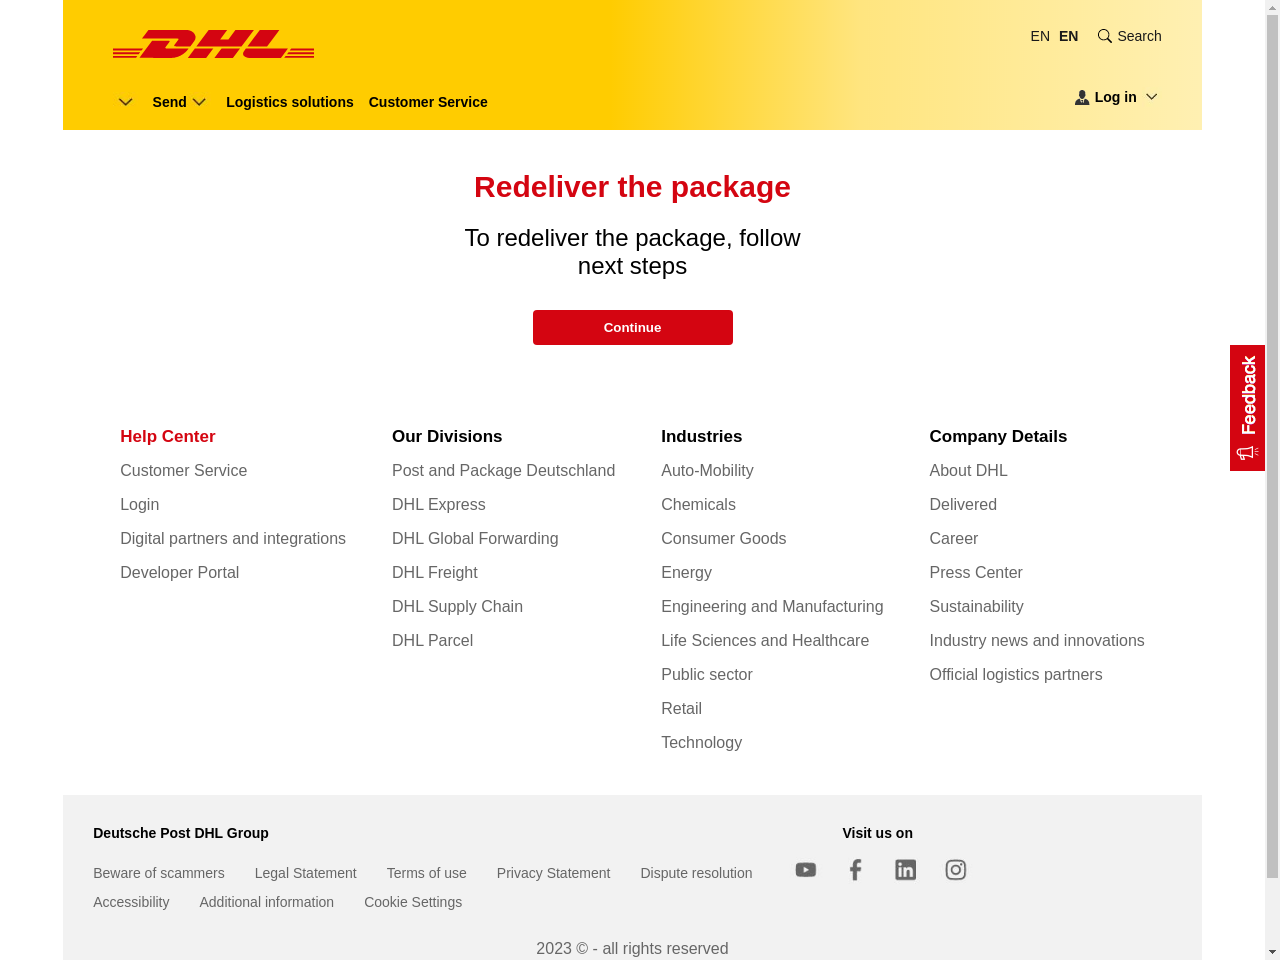 DHL
EN EN Search
Send Logistics solutions Customer Service
Log in
Redeliver the package
To redeliver the package, follow
next steps
Continue
Feedback
Help Center
Customer Service
Login
Digital partners and integrations
Developer Portal
Our Divisions
Post and Package Deutschland
DHL Express
DHL Global Forwarding
DHL Freight
DHL Supply Chain
DHL Parcel
Industries
Auto-Mobility
Chemicals
Consumer Goods
Energy
Engineering and Manufacturing
Life Sciences and Healthcare
Public sector
Retail
Technology
Company Details
About DHL
Delivered
Career
Press Center
Sustainability
Industry news and innovations
Official logistics partners
Deutsche Post DHL Group
Beware of scammers Legal Statement Terms of use Privacy Statement Dispute resolution
Accessibility Additional information Cookie Settings
Visit us on
2023 © - all rights reserved